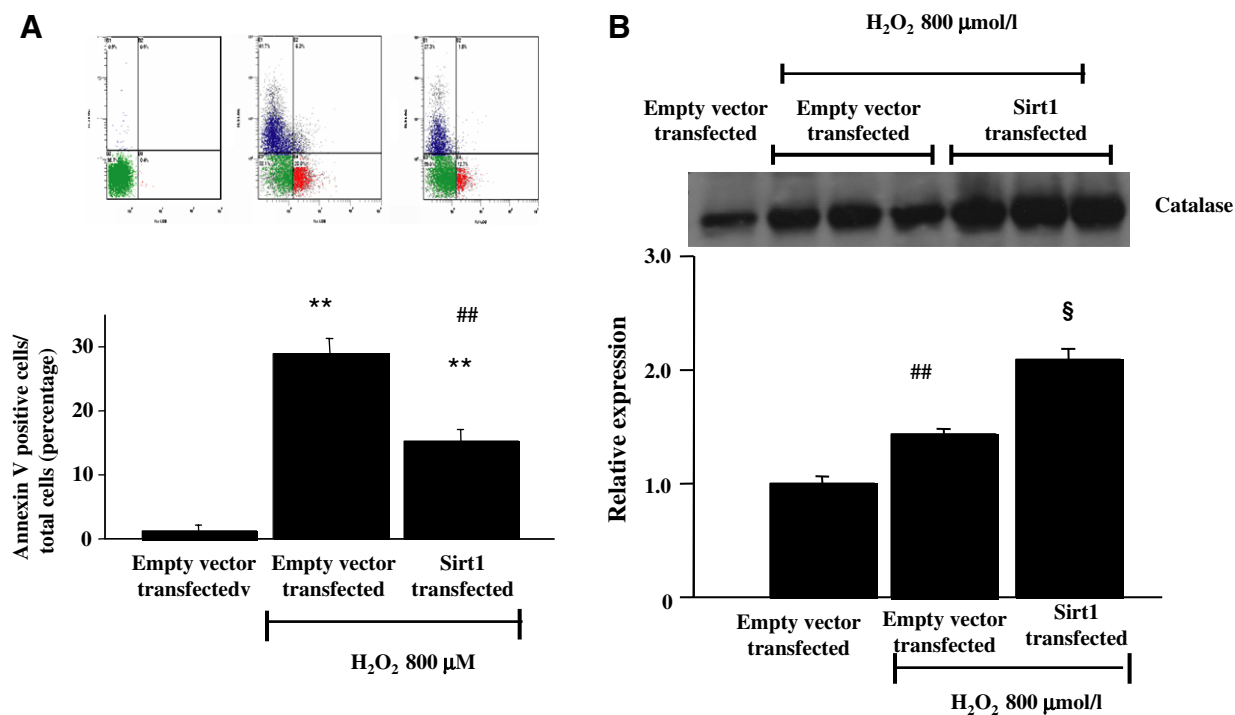 A
B
H₂O₂ 800 μmol/l
Empty vector
transfected
Empty vector
transfected
Sirt1
transfected
Catalase
Annexin V positive cells/
total cells (percentage)
30
20
10
0
**
##
**
Empty vector
transfectedv
Empty vector
transfected
Sirt1
transfected
H₂O₂ 800 μM
Relative expression
3.0
2.0
1.0
0
##
§
Empty vector
transfected
Empty vector
transfected
Sirt1
transfected
H₂O₂ 800 μmol/l